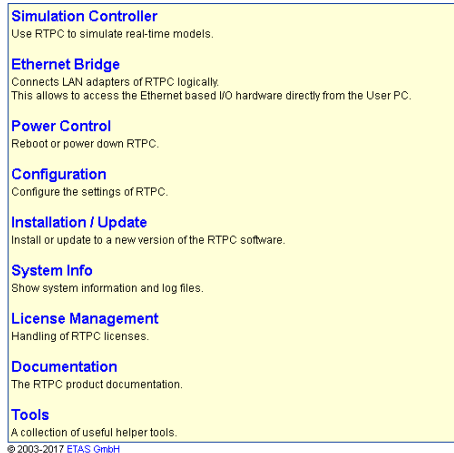 Simulation Controller
Use RTPC to simulate real-time models.
Ethernet Bridge
Connects LAN adapters of RTPC logically.
This allows to access the Ethernet based I/O hardware directly from the User PC.
Power Control
Reboot or power down RTPC.
Configuration
Configure the settings of RTPC.
Installation / Update
Install or update to a new version of the RTPC software.
System Info
Show system information and log files.
License Management
Handling of RTPC licenses.
Documentation
The RTPC product documentation.
Tools
A collection of useful helper tools.
© 2003-2017 ETAS GmbH